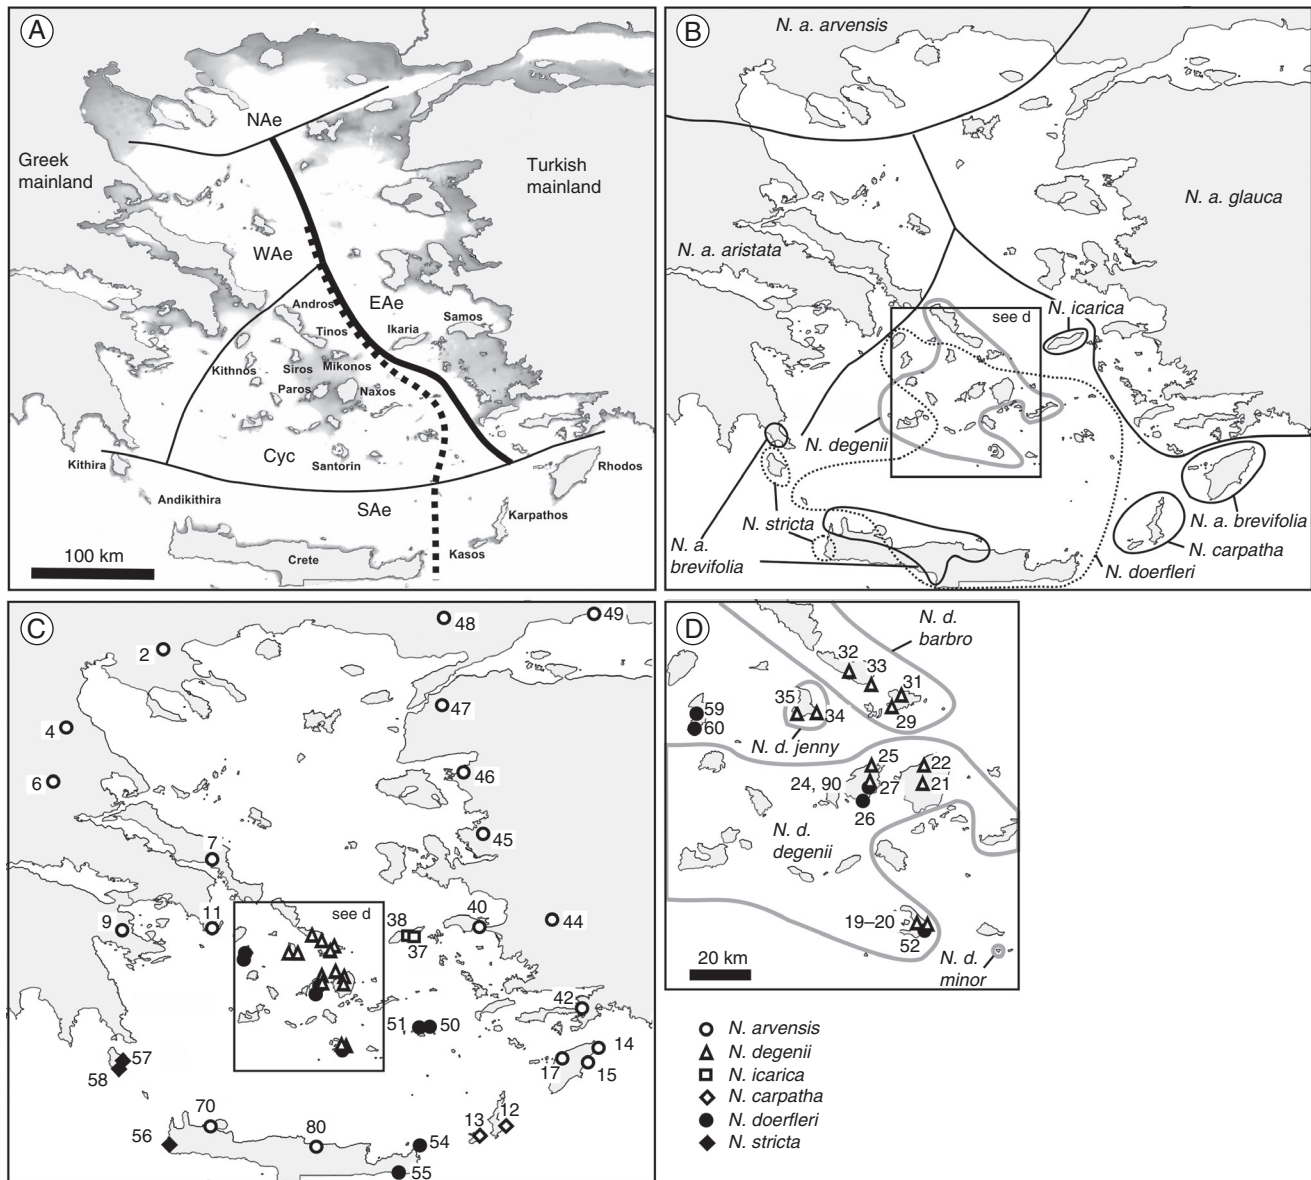 A
NAe
Greek
mainland
Turkish
mainland
WAe
EAe
Andros
Tinos
Ikaria
Samos
Kithnos
Siros
Mikonos
Paros
Naxos
Cyc
Santorin
Kithira
Rhodos
Andikithira
SAe
Karpathos
100 km
Crete
Kasos
B
N. a. arvensis
N. a. glauca
N. a. aristata
N. icarica
see d
N. degenii
N. stricta
N. a.
brevifolia
N. a. brevifolia
N. carpatha
N. doerfleri
C
2
48
49
4
47
6
46
7
45
9
11
see d
38
37
40
44
42
51
50
57
58
14
17
15
70
80
56
13
12
54
55
D
N. d.
barbro
32
33
31
35
34
29
59
60
N. d. jenny
25
22
24, 90
27
21
26
N. d.
degenii
19–20
52
N. d.
minor
20 km
N. arvensis
N. degenii
N. icarica
N. carpatha
N. doerfleri
N. stricta